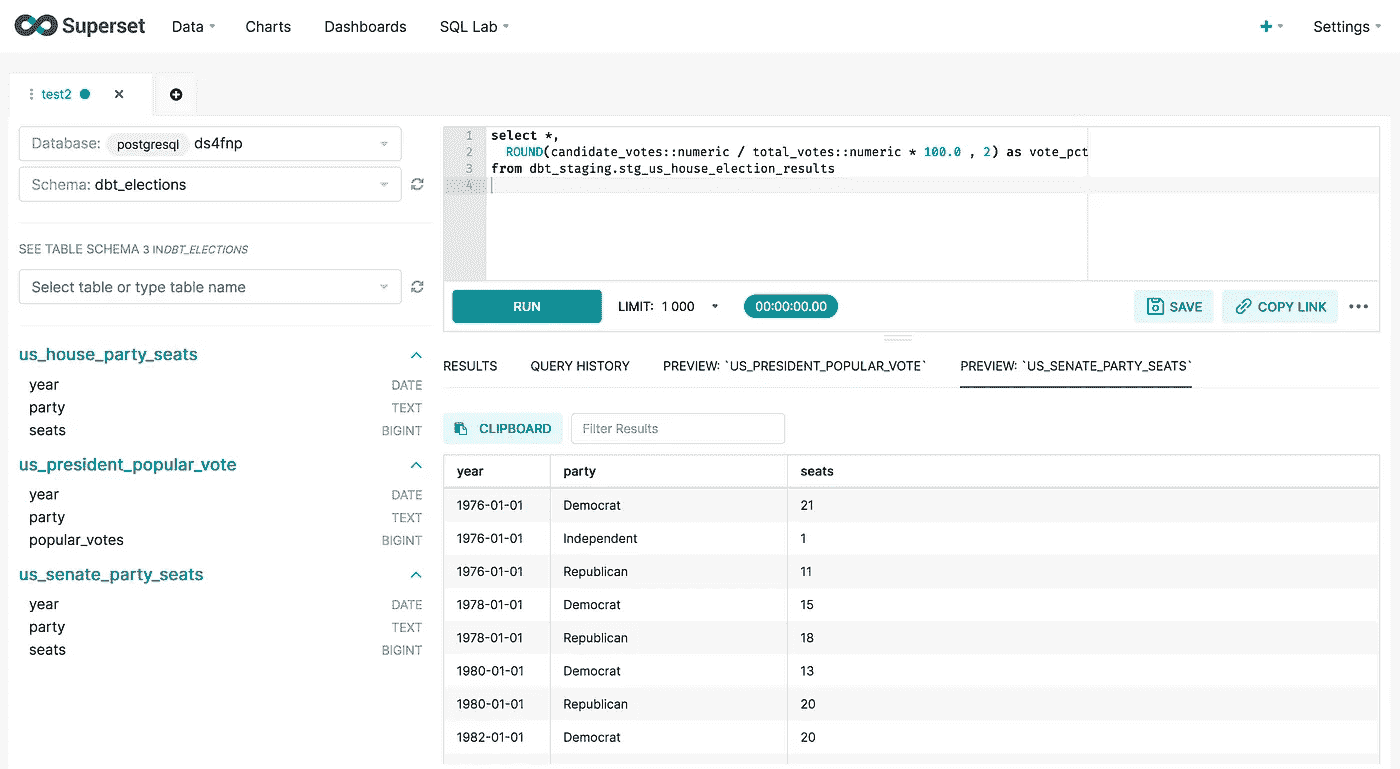 Superset Data Charts Dashboards SQL Lab Settings
test2
Database: postgresql ds4fnp
Schema: dbt_elections
SEE TABLE SCHEMA 3 IN DBT_ELECTIONS
Select table or type table name
us_house_party_seats
year DATE
party TEXT
seats BIGINT
us_president_popular_vote
year DATE
party TEXT
popular_votes BIGINT
us_senate_party_seats
year DATE
party TEXT
seats BIGINT
1 select *,
2 ROUND(candidate_votes::numeric / total_votes::numeric * 100.0 , 2) as vote_pct
3 from dbt_staging.stg_us_house_election_results
4
RUN LIMIT: 1 000 00:00:00.00 SAVE COPY LINK
RESULTS QUERY HISTORY PREVIEW: `US_PRESIDENT_POPULAR_VOTE` PREVIEW: `US_SENATE_PARTY_SEATS`
CLIPBOARD Filter Results
year party seats
1976-01-01 Democrat 21
1976-01-01 Independent 1
1976-01-01 Republican 11
1978-01-01 Democrat 15
1978-01-01 Republican 18
1980-01-01 Democrat 13
1980-01-01 Republican 20
1982-01-01 Democrat 20